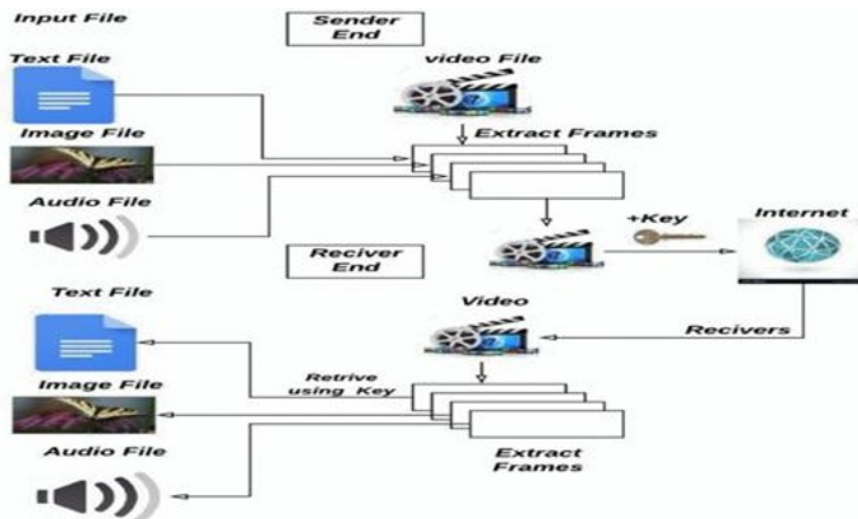 Input File
Sender
End
Text File
video File
Image File
Extract Frames
Audio File
+Key
Internet
Reciver
End
Text File
Video
Recivers
Image File
Retrive
using Key
Audio File
Extract
Frames